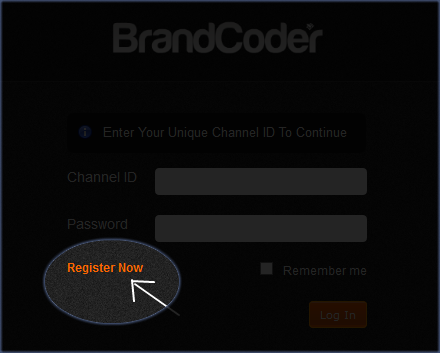 BrandCoder
Enter Your Unique Channel ID To Continue
Channel ID
Password
Register Now
Remember me
Log In